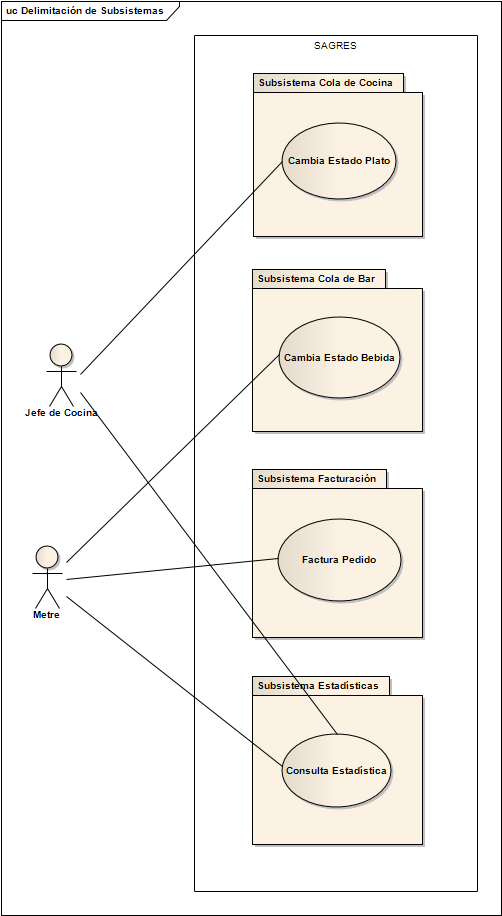 uc Delimitación de Subsistemas
SAGRES
Subsistema Cola de Cocina
Cambia Estado Plato
Subsistema Cola de Bar
Cambia Estado Bebida
Jefe de Cocina
Subsistema Facturación
Factura Pedido
Metre
Subsistema Estadísticas
Consulta Estadística